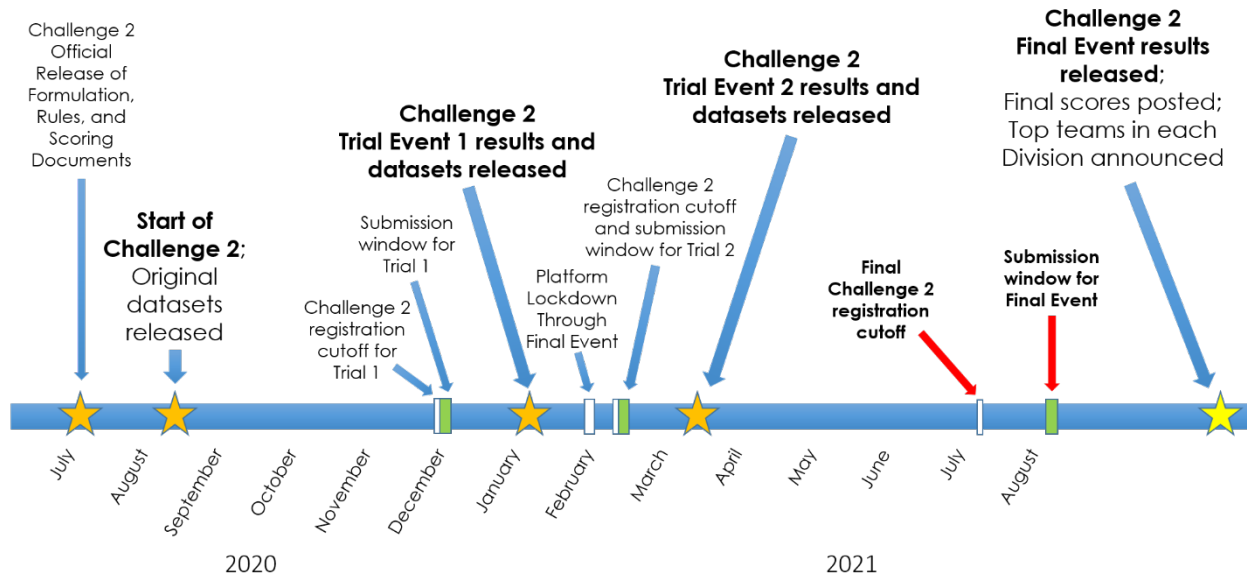 Challenge 2
Official
Release of
Formulation,
Rules, and
Scoring
Documents
Start of
Challenge 2;
Original
datasets
released
Challenge 2
registration
cutoff for
Trial 1
Submission
window for
Trial 1
Challenge 2
Trial Event 1 results and
datasets released
Platform
Lockdown
Through
Final Event
Challenge 2
registration cutoff
and submission
window for Trial 2
Challenge 2
Trial Event 2 results and
datasets released
Final
Challenge 2
registration
cutoff
Submission
window for
Final Event
Challenge 2
Final Event results
released;
Final scores posted;
Top teams in each
Division announced
July
August
September
October
November
December
January
February
March
April
May
June
July
August
2020
2021